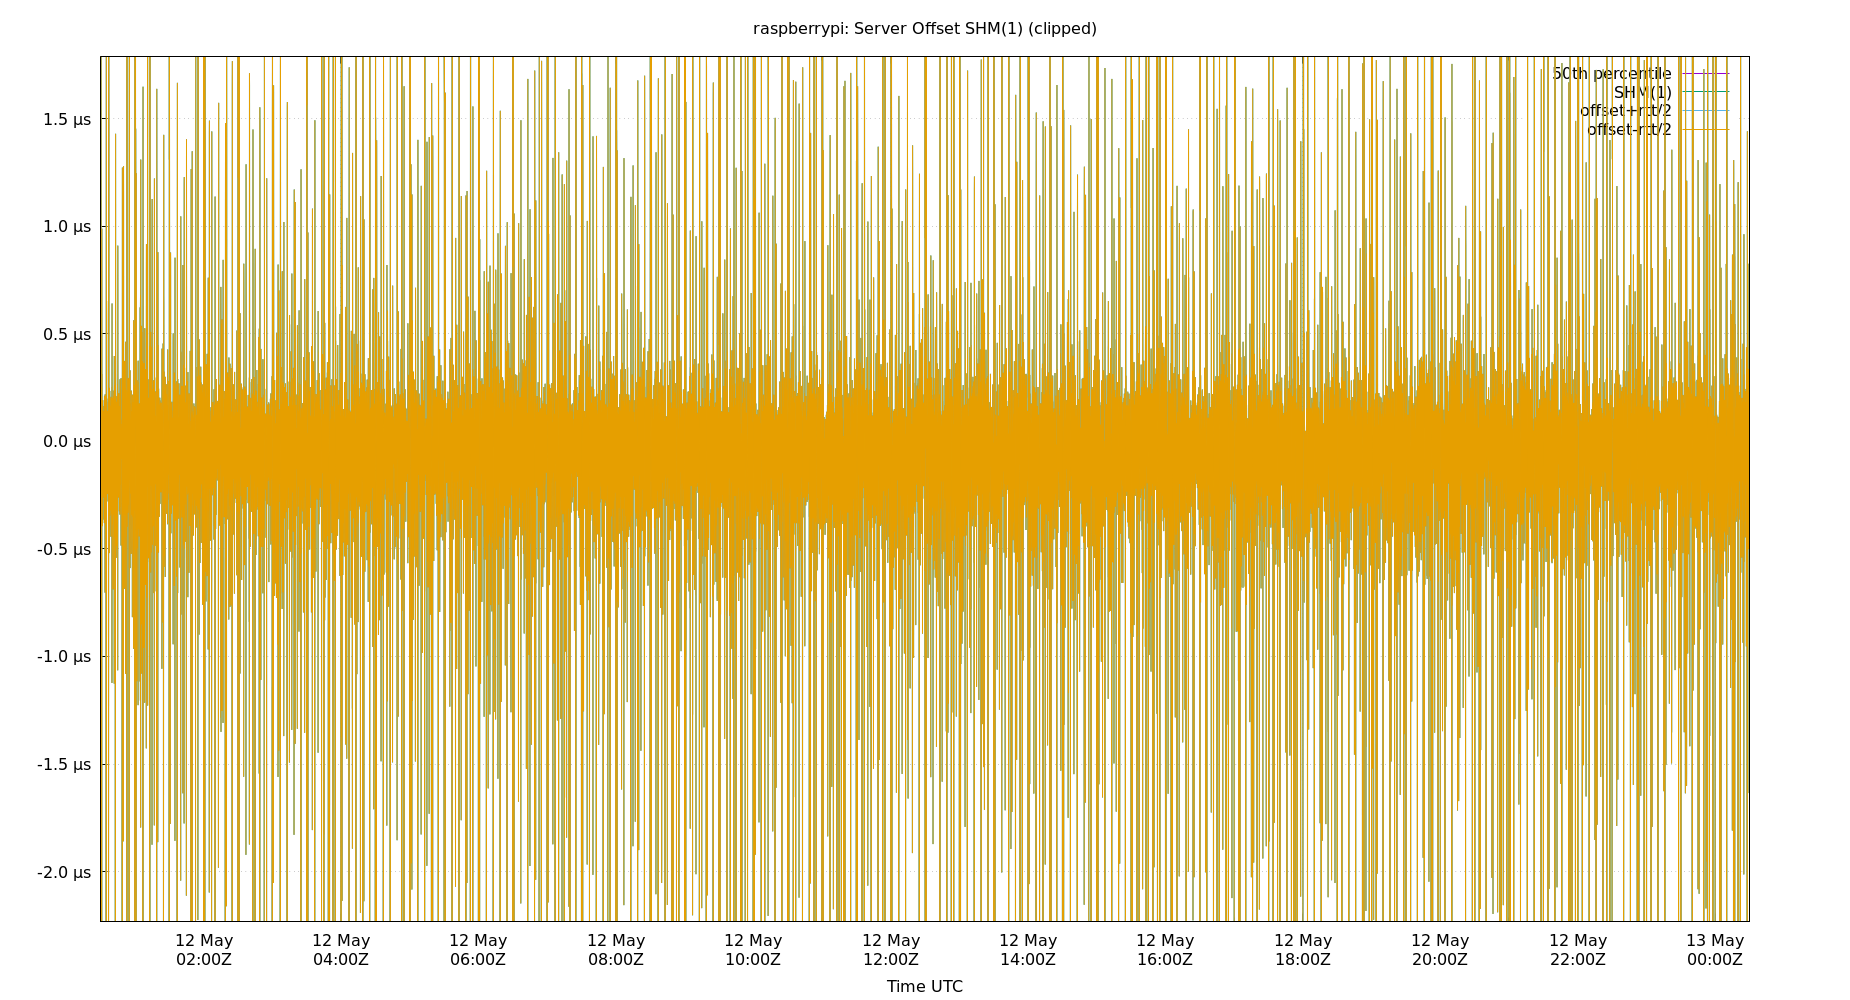 raspberrypi: Server Offset SHM(1) (clipped)
50th percentile
SHM(1)
offset+rtt/2
offset-rtt/2
1.5 µs
1.0 µs
0.5 µs
0.0 µs
-0.5 µs
-1.0 µs
-1.5 µs
-2.0 µs
12 May 12 May 12 May 12 May 12 May 12 May 12 May 12 May 12 May 12 May 12 May 13 May
02:00Z 04:00Z 06:00Z 08:00Z 10:00Z 12:00Z 14:00Z 16:00Z 18:00Z 20:00Z 22:00Z 00:00Z
Time UTC